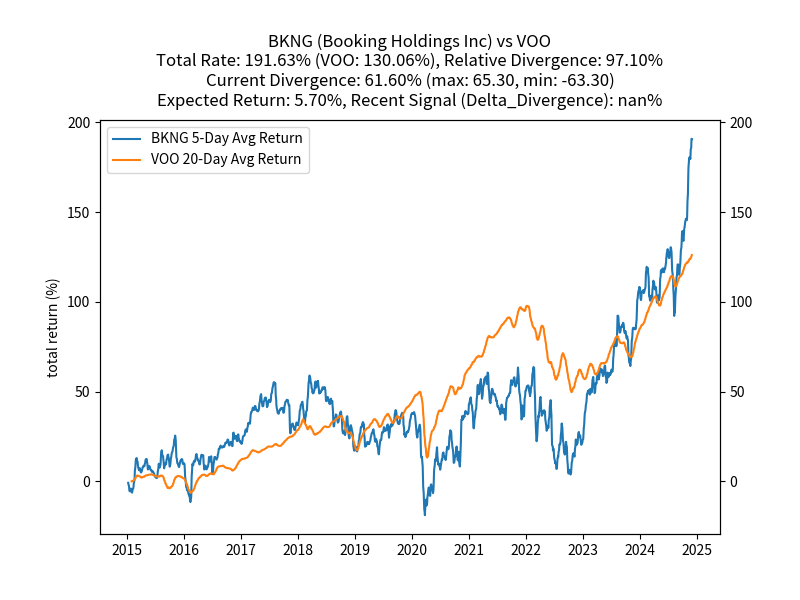 BKNG (Booking Holdings Inc) vs VOO
Total Rate: 191.63% (VOO: 130.06%), Relative Divergence: 97.10%
Current Divergence: 61.60% (max: 65.30, min: -63.30)
Expected Return: 5.70%, Recent Signal (Delta_Divergence): nan%
BKNG 5-Day Avg Return
VOO 20-Day Avg Return
total return (%)
200
150
100
50
0
200
150
100
50
0
2015 2016 2017 2018 2019 2020 2021 2022 2023 2024 2025